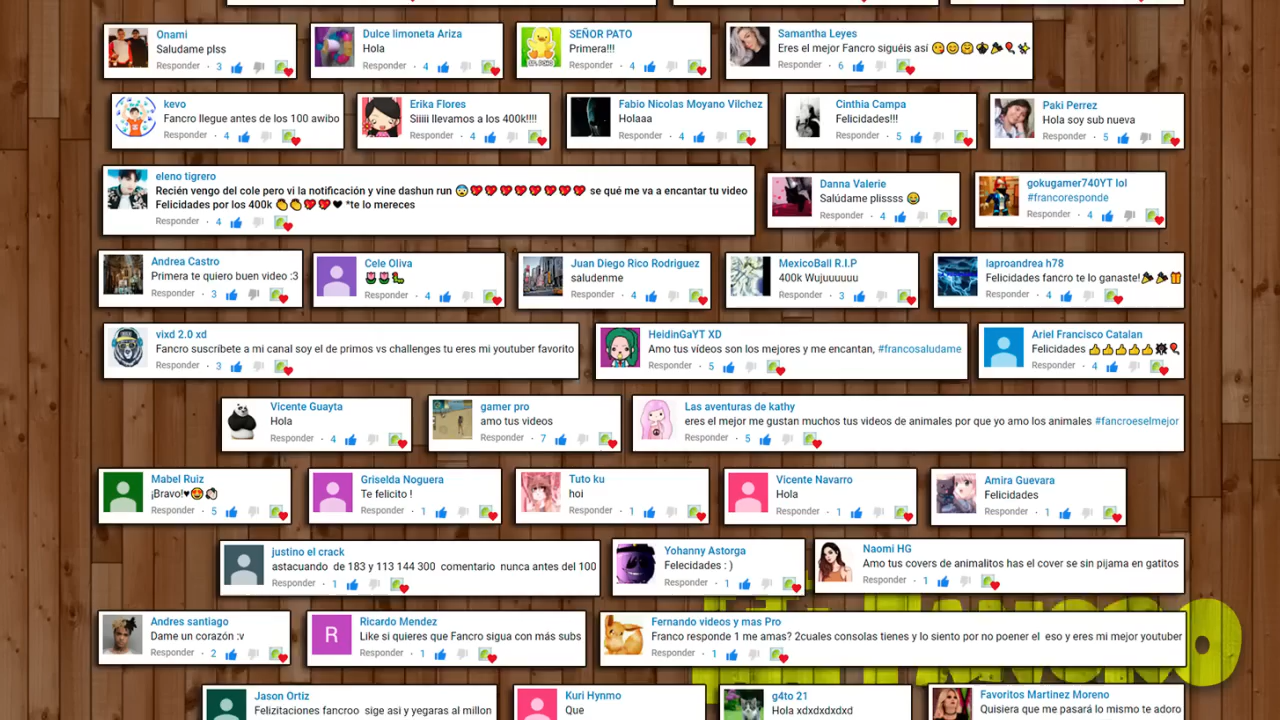 Onami
Saludame plss
Responder · 3
Dulce limoneta Ariza
Hola
Responder · 4
SEÑOR PATO
Primera!!!
Responder · 4
Samantha Leyes
Eres el mejor Fancro siguéis así 😋😊😊🎓🎉🎈✨
Responder · 6
kevo
Fancro llegue antes de los 100 awibo
Responder · 4
Erika Flores
Siiiii llevamos a los 400k!!!!
Responder · 4
Fabio Nicolas Moyano Vilchez
Holaaa
Responder · 4
Cinthia Campa
Felicidades!!!
Responder · 5
Paki Perrez
Hola soy sub nueva
Responder · 5
eleno tigrero
Recién vengo del cole pero vi la notificación y vine dashun run 😨💖💖💖💖💖💖💖💖 se qué me va a encantar tu video
Felicidades por los 400k 👏👏💖💖❤ *te lo mereces
Responder · 4
Danna Valerie
Salúdame plissss 😂
Responder · 4
gokugamer740YT lol
#francoresponde
Responder · 4
Andrea Castro
Primera te quiero buen video :3
Responder · 3
Cele Oliva
🌷🌷🐛
Responder · 4
Juan Diego Rico Rodriguez
saludenme
Responder · 4
MexicoBall R.I.P
400k Wujuuuuuu
Responder · 3
laproandrea h78
Felicidades fancro te lo ganaste!🎉🎉🎁
Responder · 4
vixd 2.0 xd
Fancro suscribete a mi canal soy el de primos vs challenges tu eres mi youtuber favorito
Responder · 3
HeidinGaYT XD
Amo tus vídeos son los mejores y me encantan, #francosaludame
Responder · 5
Ariel Francisco Catalan
Felicidades 👍👍👍👍👍🎆🎈
Responder · 4
Vicente Guayta
Hola
Responder · 4
gamer pro
amo tus videos
Responder · 7
Las aventuras de kathy
eres el mejor me gustan muchos tus videos de animales por que yo amo los animales #fancroeselmejor
Responder · 5
Mabel Ruiz
¡Bravo!♥😍👏
Responder · 5
Griselda Noguera
Te felicito !
Responder · 1
Tuto ku
hoi
Responder · 1
Vicente Navarro
Hola
Responder · 1
Amira Guevara
Felicidades
Responder · 1
justino el crack
astacuando de 183 y 113 144 300 comentario nunca antes del 100
Responder · 1
Yohanny Astorga
Felecidades : )
Responder · 1
Naomi HG
Amo tus covers de animalitos has el cover se sin pijama en gatitos
Responder · 1
Andres santiago
Dame un corazón :v
Responder · 2
R
Ricardo Mendez
Like si quieres que Fancro sigua con más subs
Responder · 1
Fernando videos y mas Pro
Franco responde 1 me amas? 2cuales consolas tienes y lo siento por no poener el eso y eres mi mejor youtuber
Responder · 1
Jason Ortiz
Felizitaciones fancroo sige asi y yegaras al millon
Kuri Hynmo
Que
g4to 21
Hola xdxdxdxdxd
Favoritos Martinez Moreno
Quisiera que me pasará lo mismo te adoro